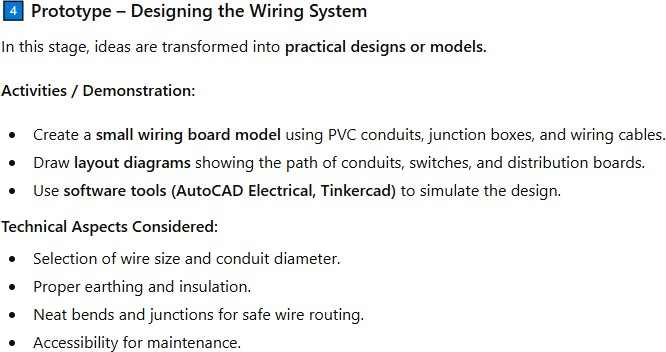 4 Prototype – Designing the Wiring System
In this stage, ideas are transformed into practical designs or models.
Activities / Demonstration:
• Create a small wiring board model using PVC conduits, junction boxes, and wiring cables.
• Draw layout diagrams showing the path of conduits, switches, and distribution boards.
• Use software tools (AutoCAD Electrical, Tinkercad) to simulate the design.
Technical Aspects Considered:
• Selection of wire size and conduit diameter.
• Proper earthing and insulation.
• Neat bends and junctions for safe wire routing.
• Accessibility for maintenance.